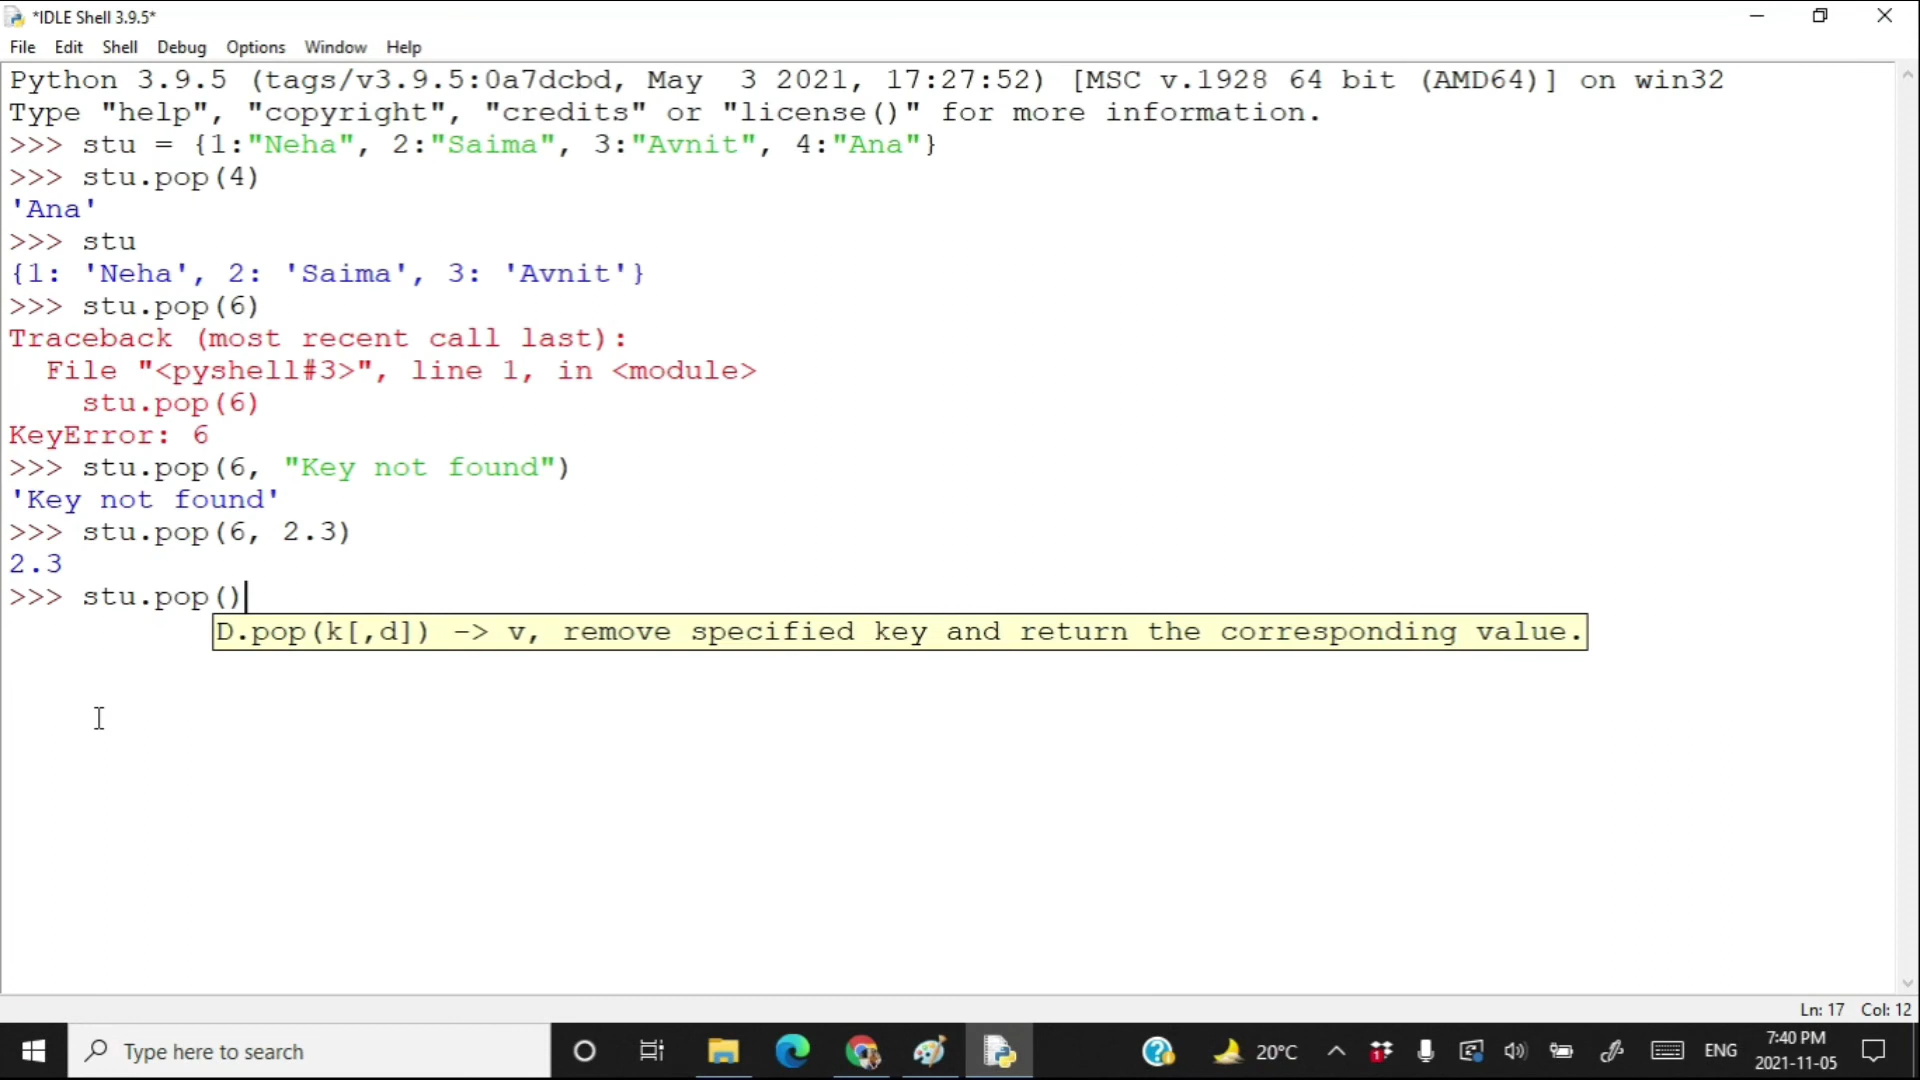 *IDLE Shell 3.9.5*
File Edit Shell Debug Options Window Help
Python 3.9.5 (tags/v3.9.5:0a7dcbd, May  3 2021, 17:27:52) [MSC v.1928 64 bit (AMD64)] on win32
Type "help", "copyright", "credits" or "license()" for more information.
>>> stu = {1:"Neha", 2:"Saima", 3:"Avnit", 4:"Ana"}
>>> stu.pop(4)
'Ana'
>>> stu
{1: 'Neha', 2: 'Saima', 3: 'Avnit'}
>>> stu.pop(6)
Traceback (most recent call last):
  File "<pyshell#3>", line 1, in <module>
    stu.pop(6)
KeyError: 6
>>> stu.pop(6, "Key not found")
'Key not found'
>>> stu.pop(6, 2.3)
2.3
>>> stu.pop()
D.pop(k[,d]) -> v, remove specified key and return the corresponding value.
Ln: 17 Col: 12
Type here to search
20°C
ENG
7:40 PM
2021-11-05